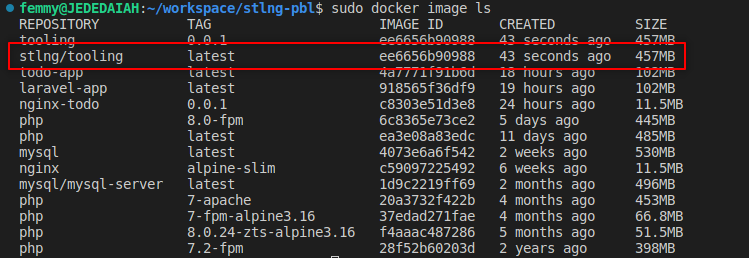 femmy@JEDEDAIAH:~/workspace/stlng-pbl$ sudo docker image ls
REPOSITORY TAG IMAGE ID CREATED SIZE
tooling 0.0.1 ee6656b90988 43 seconds ago 457MB
stlng/tooling latest ee6656b90988 43 seconds ago 457MB
todo-app latest 4a7771f91b6d 18 hours ago 102MB
laravel-app latest 918565f36df9 19 hours ago 102MB
nginx-todo 0.0.1 c8303e51d3e8 24 hours ago 11.5MB
php 8.0-fpm 6c8365e73ce2 5 days ago 445MB
php latest ea3e08a83edc 11 days ago 485MB
mysql latest 4073e6a6f542 2 weeks ago 530MB
nginx alpine-slim c59097225492 6 weeks ago 11.5MB
mysql/mysql-server latest 1d9c2219ff69 2 months ago 496MB
php 7-apache 20a3732f422b 4 months ago 453MB
php 7-fpm-alpine3.16 37edad271fae 4 months ago 66.8MB
php 8.0.24-zts-alpine3.16 f4aaac487286 5 months ago 51.5MB
php 7.2-fpm 28f52b60203d 2 years ago 398MB